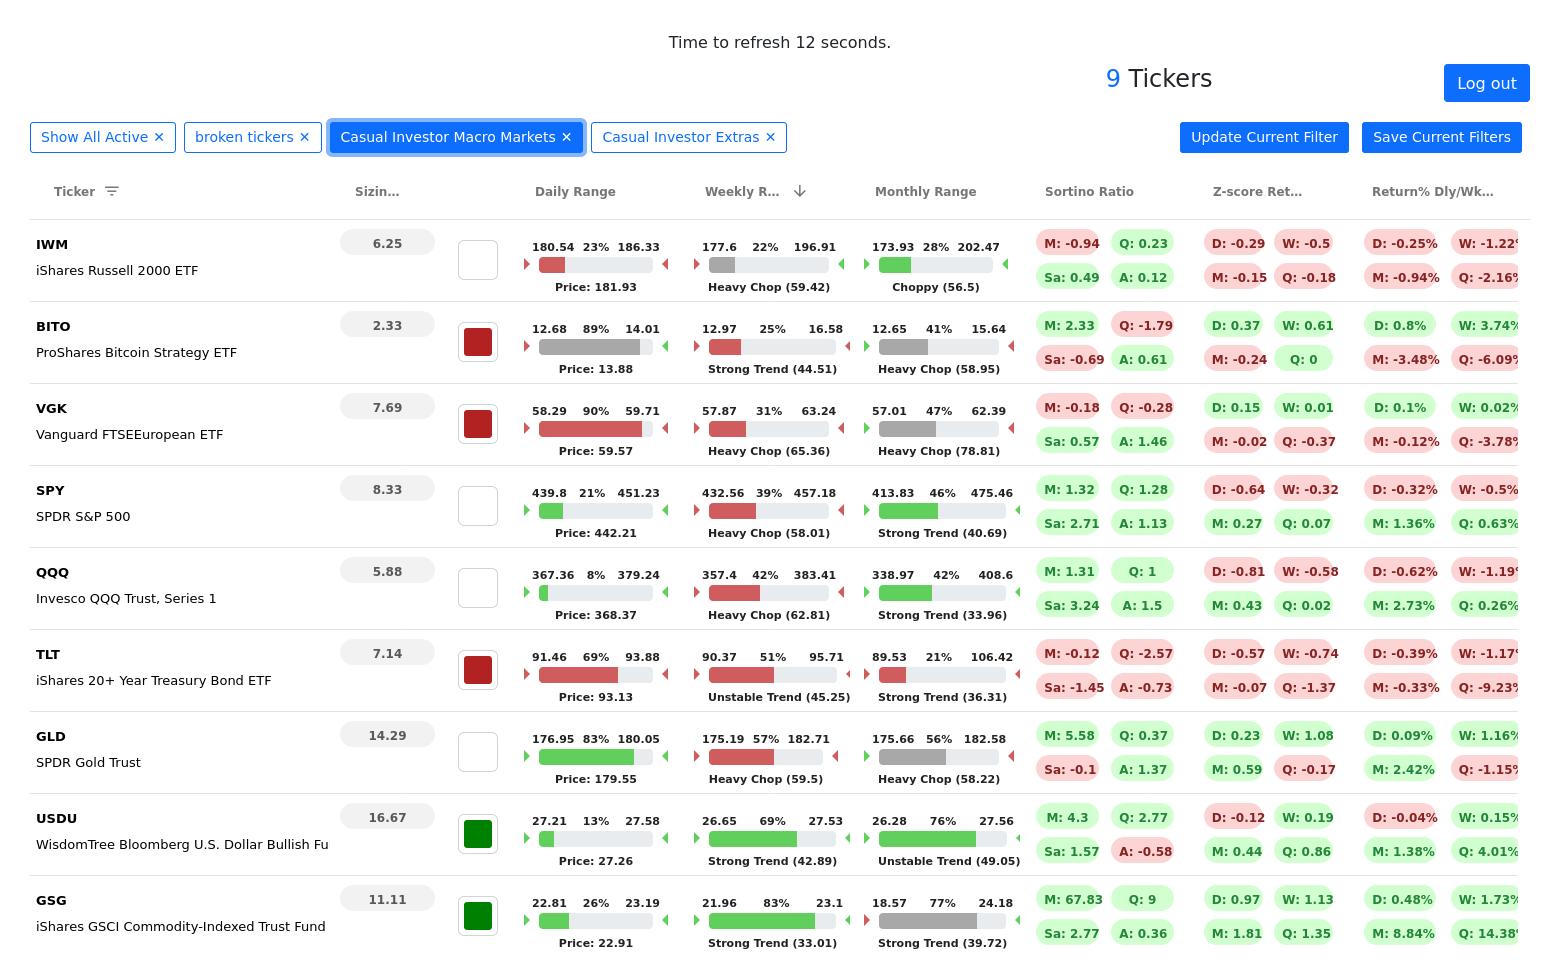 Time to refresh 12 seconds.
9 Tickers
Log out
Show All Active ✕ broken tickers ✕ Casual Investor Macro Markets ✕ Casual Investor Extras ✕ Update Current Filter Save Current Filters
Ticker Sizin... Daily Range Weekly R... Monthly Range Sortino Ratio Z-score Ret... Return% Dly/Wk...
IWM 6.25 180.54 23% 186.33 177.6 22% 196.91 173.93 28% 202.47 M: -0.94 Q: 0.23 D: -0.29 W: -0.5 D: -0.25% W: -1.22%
iShares Russell 2000 ETF Price: 181.93 Heavy Chop (59.42) Choppy (56.5) Sa: 0.49 A: 0.12 M: -0.15 Q: -0.18 M: -0.94% Q: -2.16%
BITO 2.33 12.68 89% 14.01 12.97 25% 16.58 12.65 41% 15.64 M: 2.33 Q: -1.79 D: 0.37 W: 0.61 D: 0.8% W: 3.74%
ProShares Bitcoin Strategy ETF Price: 13.88 Strong Trend (44.51) Heavy Chop (58.95) Sa: -0.69 A: 0.61 M: -0.24 Q: 0 M: -3.48% Q: -6.09%
VGK 7.69 58.29 90% 59.71 57.87 31% 63.24 57.01 47% 62.39 M: -0.18 Q: -0.28 D: 0.15 W: 0.01 D: 0.1% W: 0.02%
Vanguard FTSEEuropean ETF Price: 59.57 Heavy Chop (65.36) Heavy Chop (78.81) Sa: 0.57 A: 1.46 M: -0.02 Q: -0.37 M: -0.12% Q: -3.78%
SPY 8.33 439.8 21% 451.23 432.56 39% 457.18 413.83 46% 475.46 M: 1.32 Q: 1.28 D: -0.64 W: -0.32 D: -0.32% W: -0.5%
SPDR S&P 500 Price: 442.21 Heavy Chop (58.01) Strong Trend (40.69) Sa: 2.71 A: 1.13 M: 0.27 Q: 0.07 M: 1.36% Q: 0.63%
QQQ 5.88 367.36 8% 379.24 357.4 42% 383.41 338.97 42% 408.6 M: 1.31 Q: 1 D: -0.81 W: -0.58 D: -0.62% W: -1.19%
Invesco QQQ Trust, Series 1 Price: 368.37 Heavy Chop (62.81) Strong Trend (33.96) Sa: 3.24 A: 1.5 M: 0.43 Q: 0.02 M: 2.73% Q: 0.26%
TLT 7.14 91.46 69% 93.88 90.37 51% 95.71 89.53 21% 106.42 M: -0.12 Q: -2.57 D: -0.57 W: -0.74 D: -0.39% W: -1.17%
iShares 20+ Year Treasury Bond ETF Price: 93.13 Unstable Trend (45.25) Strong Trend (36.31) Sa: -1.45 A: -0.73 M: -0.07 Q: -1.37 M: -0.33% Q: -9.23%
GLD 14.29 176.95 83% 180.05 175.19 57% 182.71 175.66 56% 182.58 M: 5.58 Q: 0.37 D: 0.23 W: 1.08 D: 0.09% W: 1.16%
SPDR Gold Trust Price: 179.55 Heavy Chop (59.5) Heavy Chop (58.22) Sa: -0.1 A: 1.37 M: 0.59 Q: -0.17 M: 2.42% Q: -1.15%
USDU 16.67 27.21 13% 27.58 26.65 69% 27.53 26.28 76% 27.56 M: 4.3 Q: 2.77 D: -0.12 W: 0.19 D: -0.04% W: 0.15%
WisdomTree Bloomberg U.S. Dollar Bullish Fu Price: 27.26 Strong Trend (42.89) Unstable Trend (49.05) Sa: 1.57 A: -0.58 M: 0.44 Q: 0.86 M: 1.38% Q: 4.01%
GSG 11.11 22.81 26% 23.19 21.96 83% 23.1 18.57 77% 24.18 M: 67.83 Q: 9 D: 0.97 W: 1.13 D: 0.48% W: 1.73%
iShares GSCI Commodity-Indexed Trust Fund Price: 22.91 Strong Trend (33.01) Strong Trend (39.72) Sa: 2.77 A: 0.36 M: 1.81 Q: 1.35 M: 8.84% Q: 14.38%